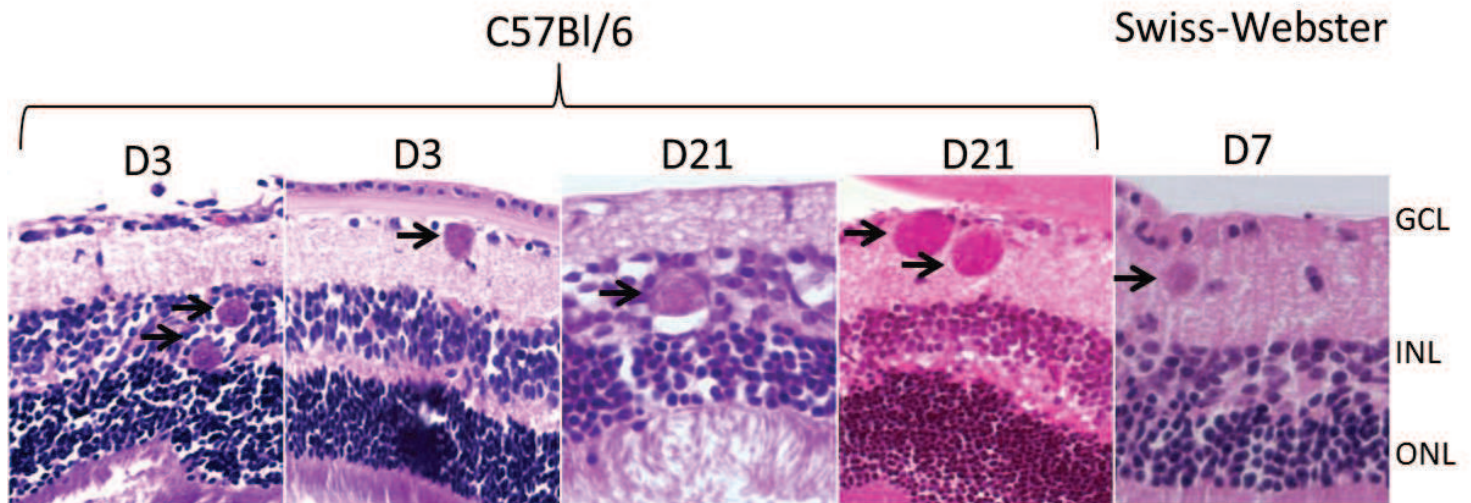 C57Bl/6
Swiss-Webster
D3
D3
D21
D21
D7
GCL
INL
ONL